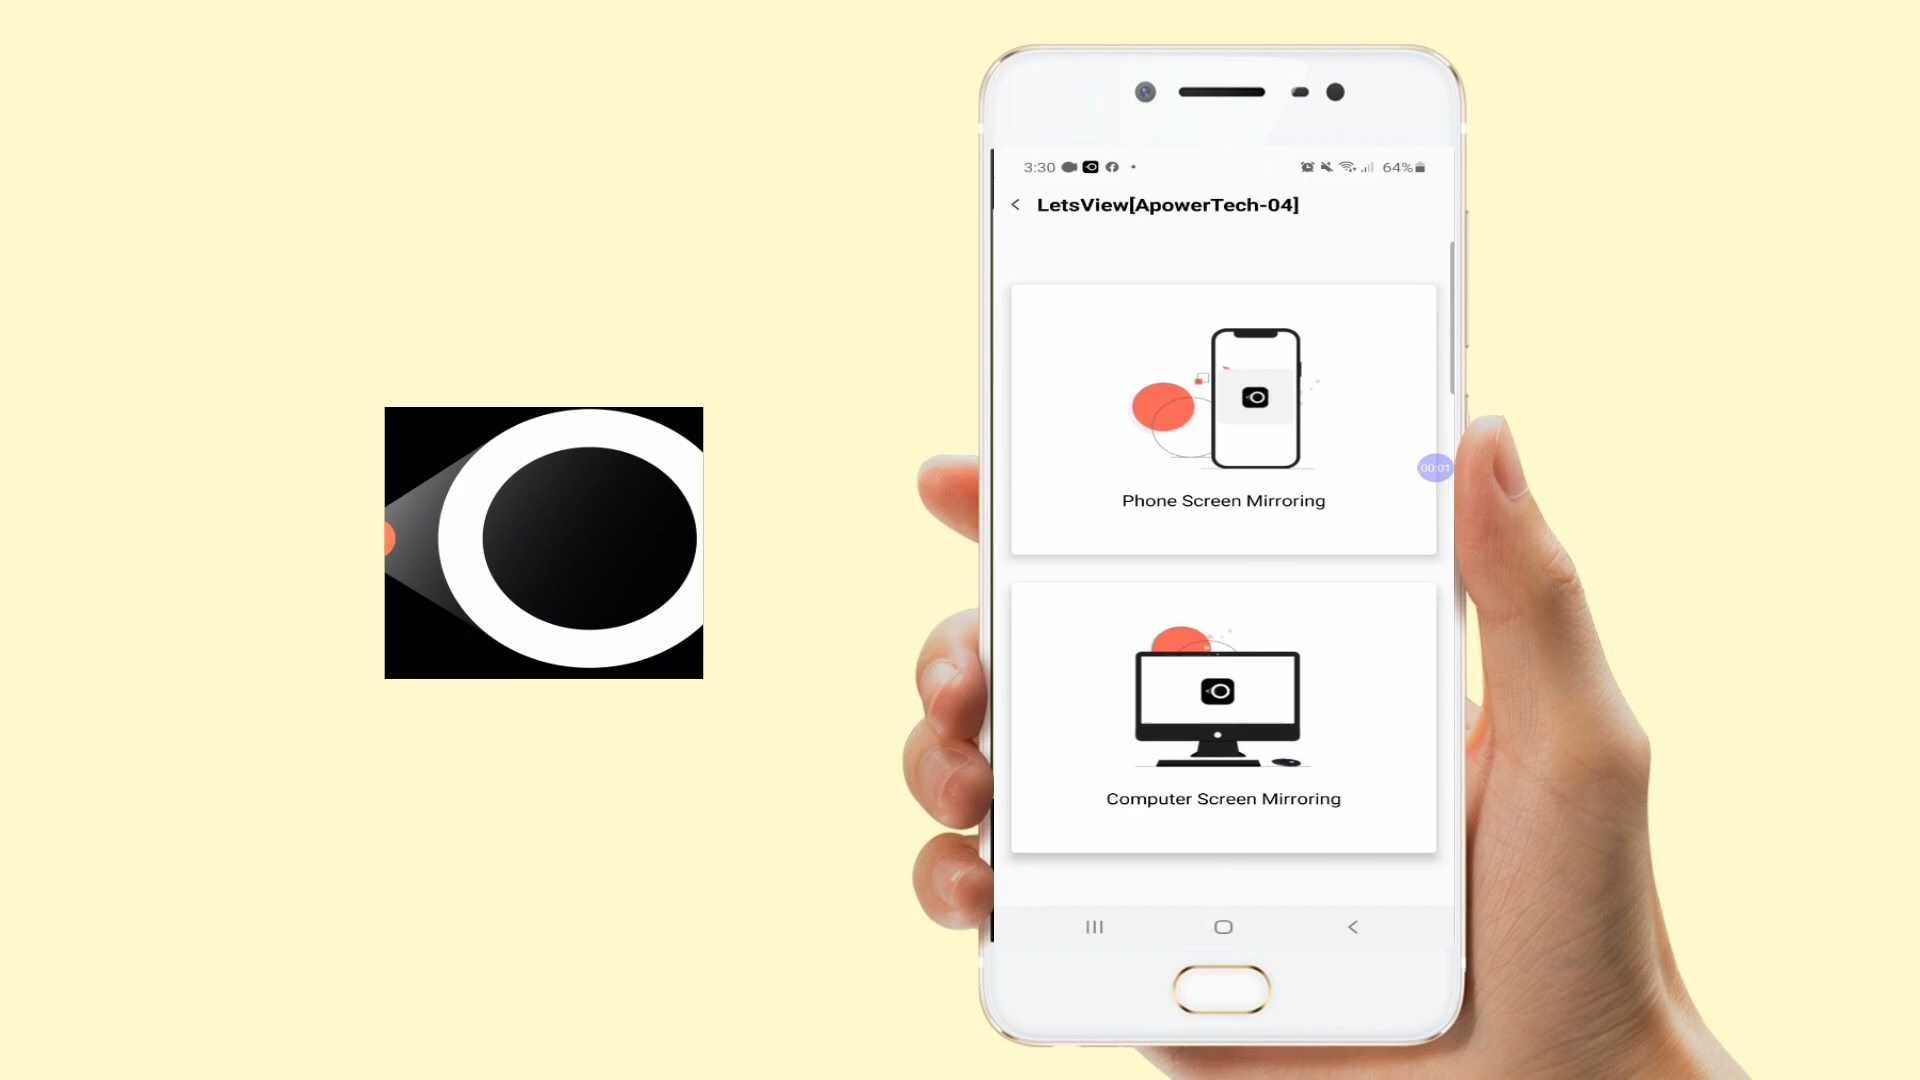 3:30
64%
LetsView[ApowerTech-04]
00:01
Phone Screen Mirroring
Computer Screen Mirroring